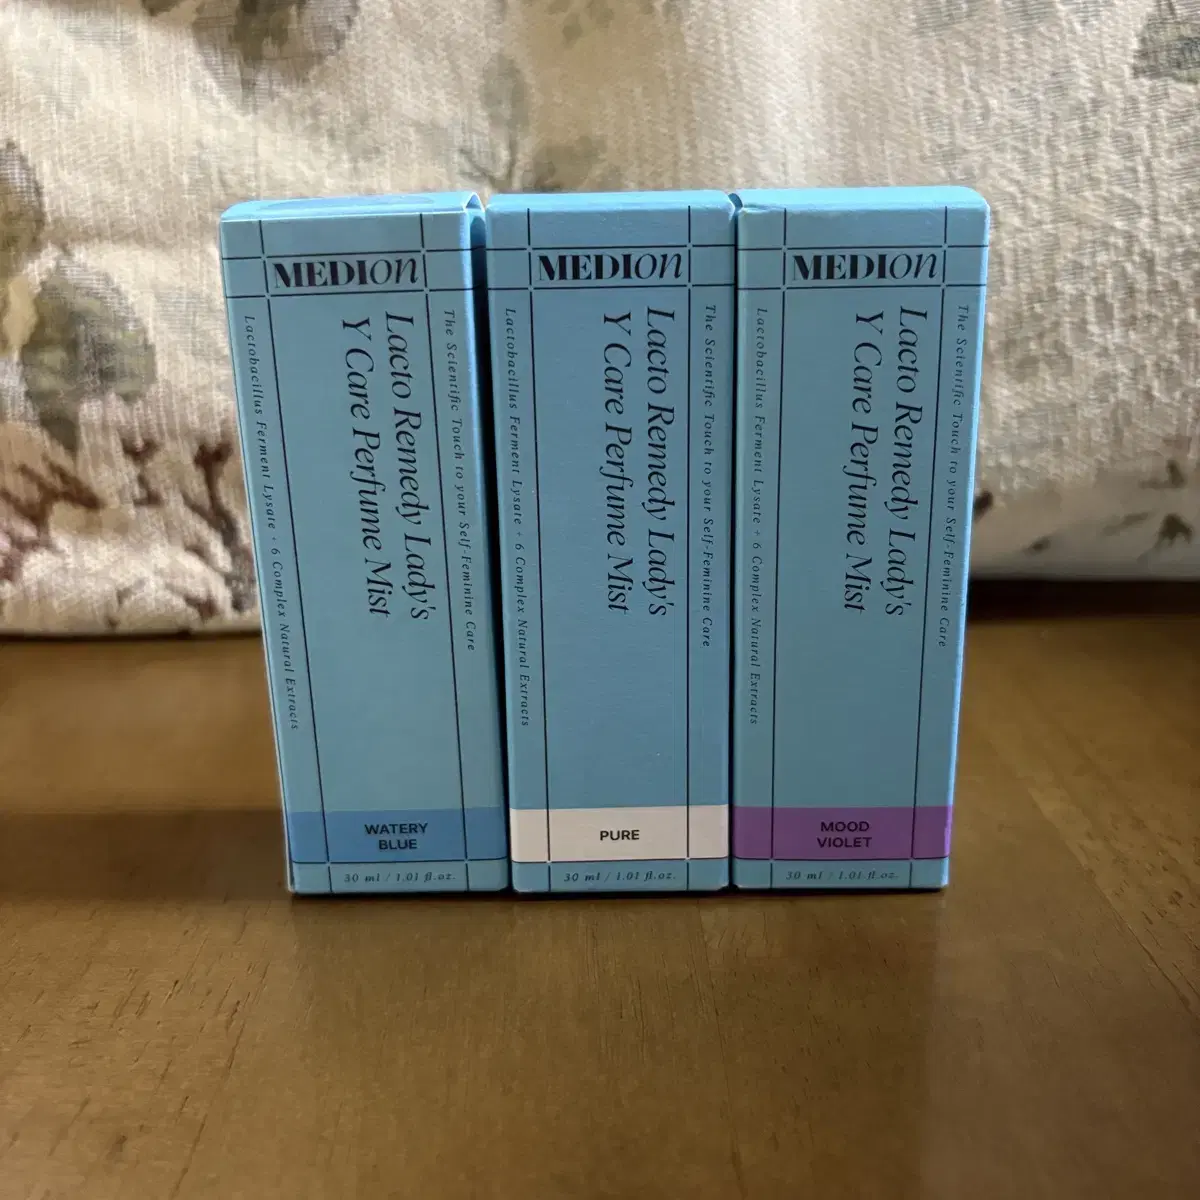 MEDIon
The Scientific Touch to your Self-Feminine Care
Lacto Remedy Lady's
Y Care Perfume Mist
Lactobacillus Ferment Lysate + 6 Complex Natural Extracts
WATERY
BLUE
30 ml / 1.01 fl.oz.
MEDIon
The Scientific Touch to your Self-Feminine Care
Lacto Remedy Lady's
Y Care Perfume Mist
Lactobacillus Ferment Lysate + 6 Complex Natural Extracts
PURE
30 ml / 1.01 fl.oz.
MEDIon
The Scientific Touch to your Self-Feminine Care
Lacto Remedy Lady's
Y Care Perfume Mist
Lactobacillus Ferment Lysate + 6 Complex Natural Extracts
MOOD
VIOLET
30 ml / 1.01 fl.oz.